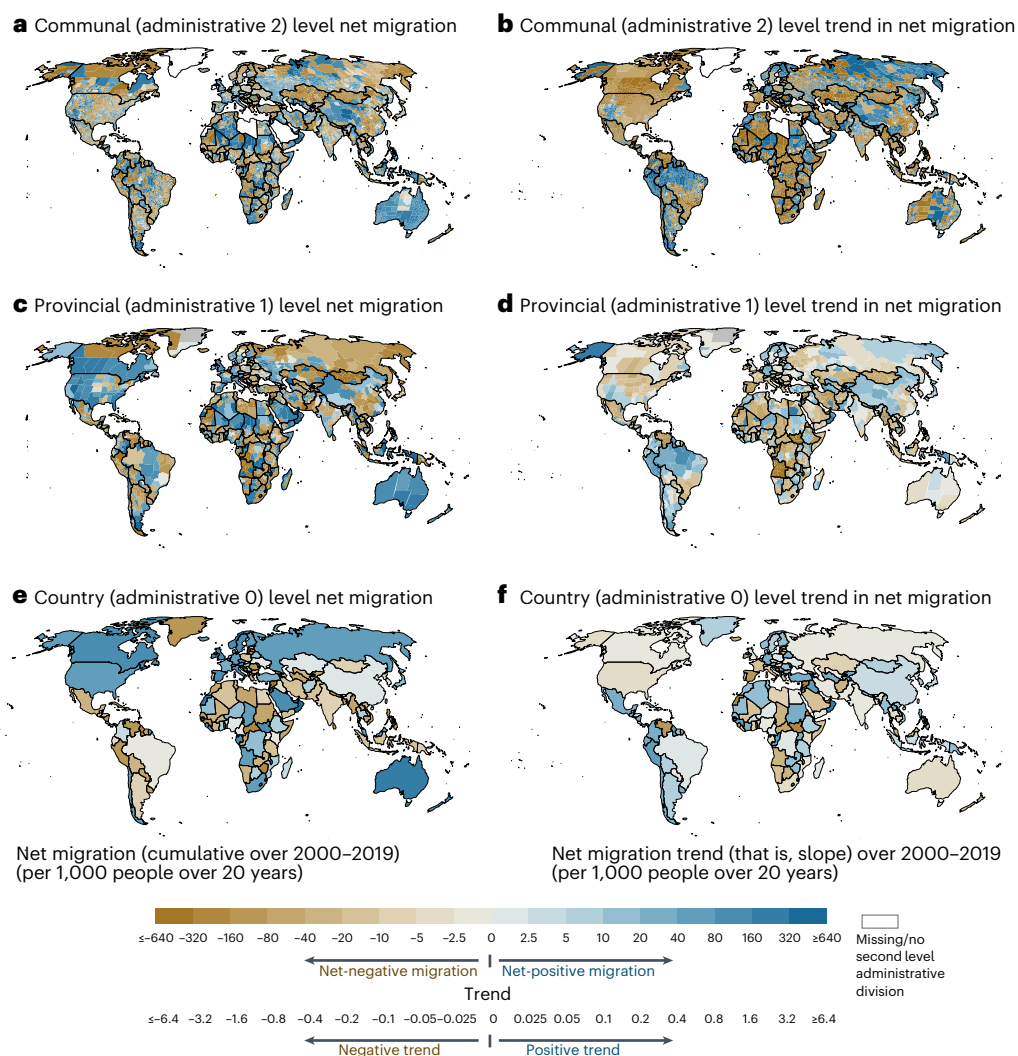 a Communal (administrative 2) level net migration
b Communal (administrative 2) level trend in net migration
c Provincial (administrative 1) level net migration
d Provincial (administrative 1) level trend in net migration
e Country (administrative 0) level net migration
f Country (administrative 0) level trend in net migration
Net migration (cumulative over 2000–2019)
(per 1,000 people over 20 years)
Net migration trend (that is, slope) over 2000–2019
(per 1,000 people over 20 years)
≤–640 –320 –160 –80 –40 –20 –10 –5 –2.5 0 2.5 5 10 20 40 80 160 320 ≥640
Net-negative migration Net-positive migration
Missing/no
second level
administrative
division
Trend
≤–6.4 –3.2 –1.6 –0.8 –0.4 –0.2 –0.1 –0.05 –0.025 0 0.025 0.05 0.1 0.2 0.4 0.8 1.6 3.2 ≥6.4
Negative trend Positive trend